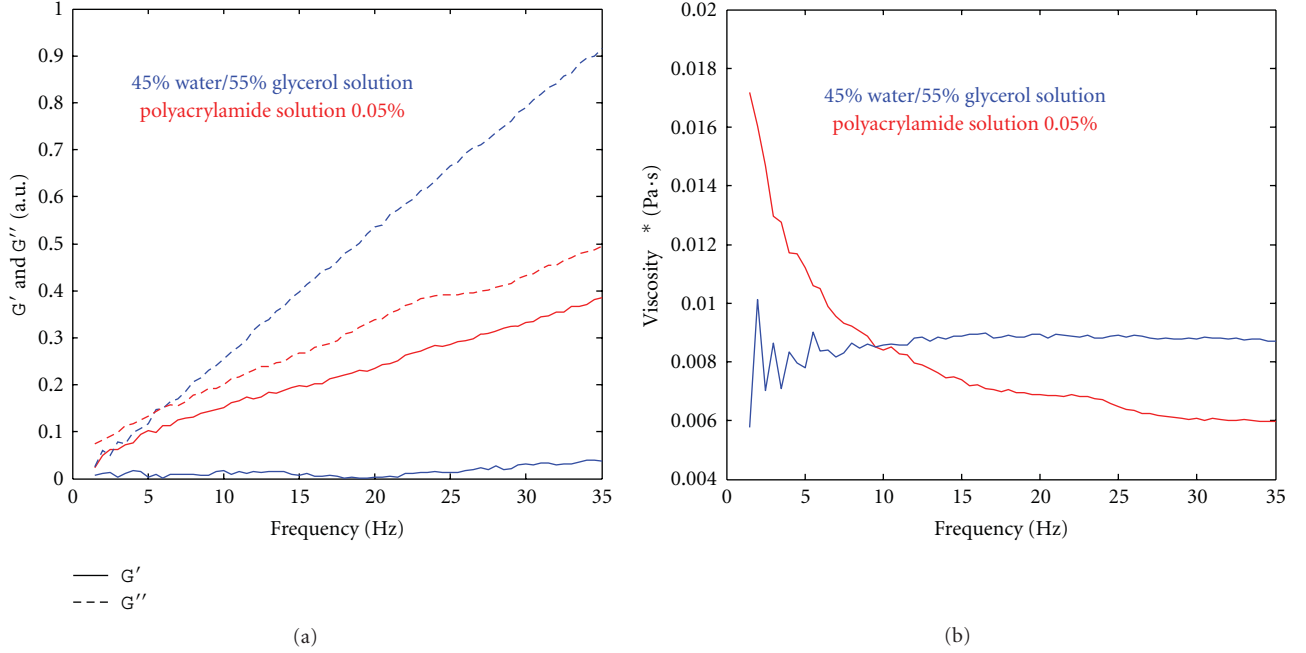 1
0.9
0.8
0.7
0.6
0.5
0.4
0.3
0.2
0.1
0
G′ and G″ (a.u.)
45% water/55% glycerol solution
polyacrylamide solution 0.05%
0 5 10 15 20 25 30 35
Frequency (Hz)
G′
G″
(a)
0.02
0.018
0.016
0.014
0.012
0.01
0.008
0.006
0.004
Viscosity * (Pa·s)
45% water/55% glycerol solution
polyacrylamide solution 0.05%
0 5 10 15 20 25 30 35
Frequency (Hz)
(b)